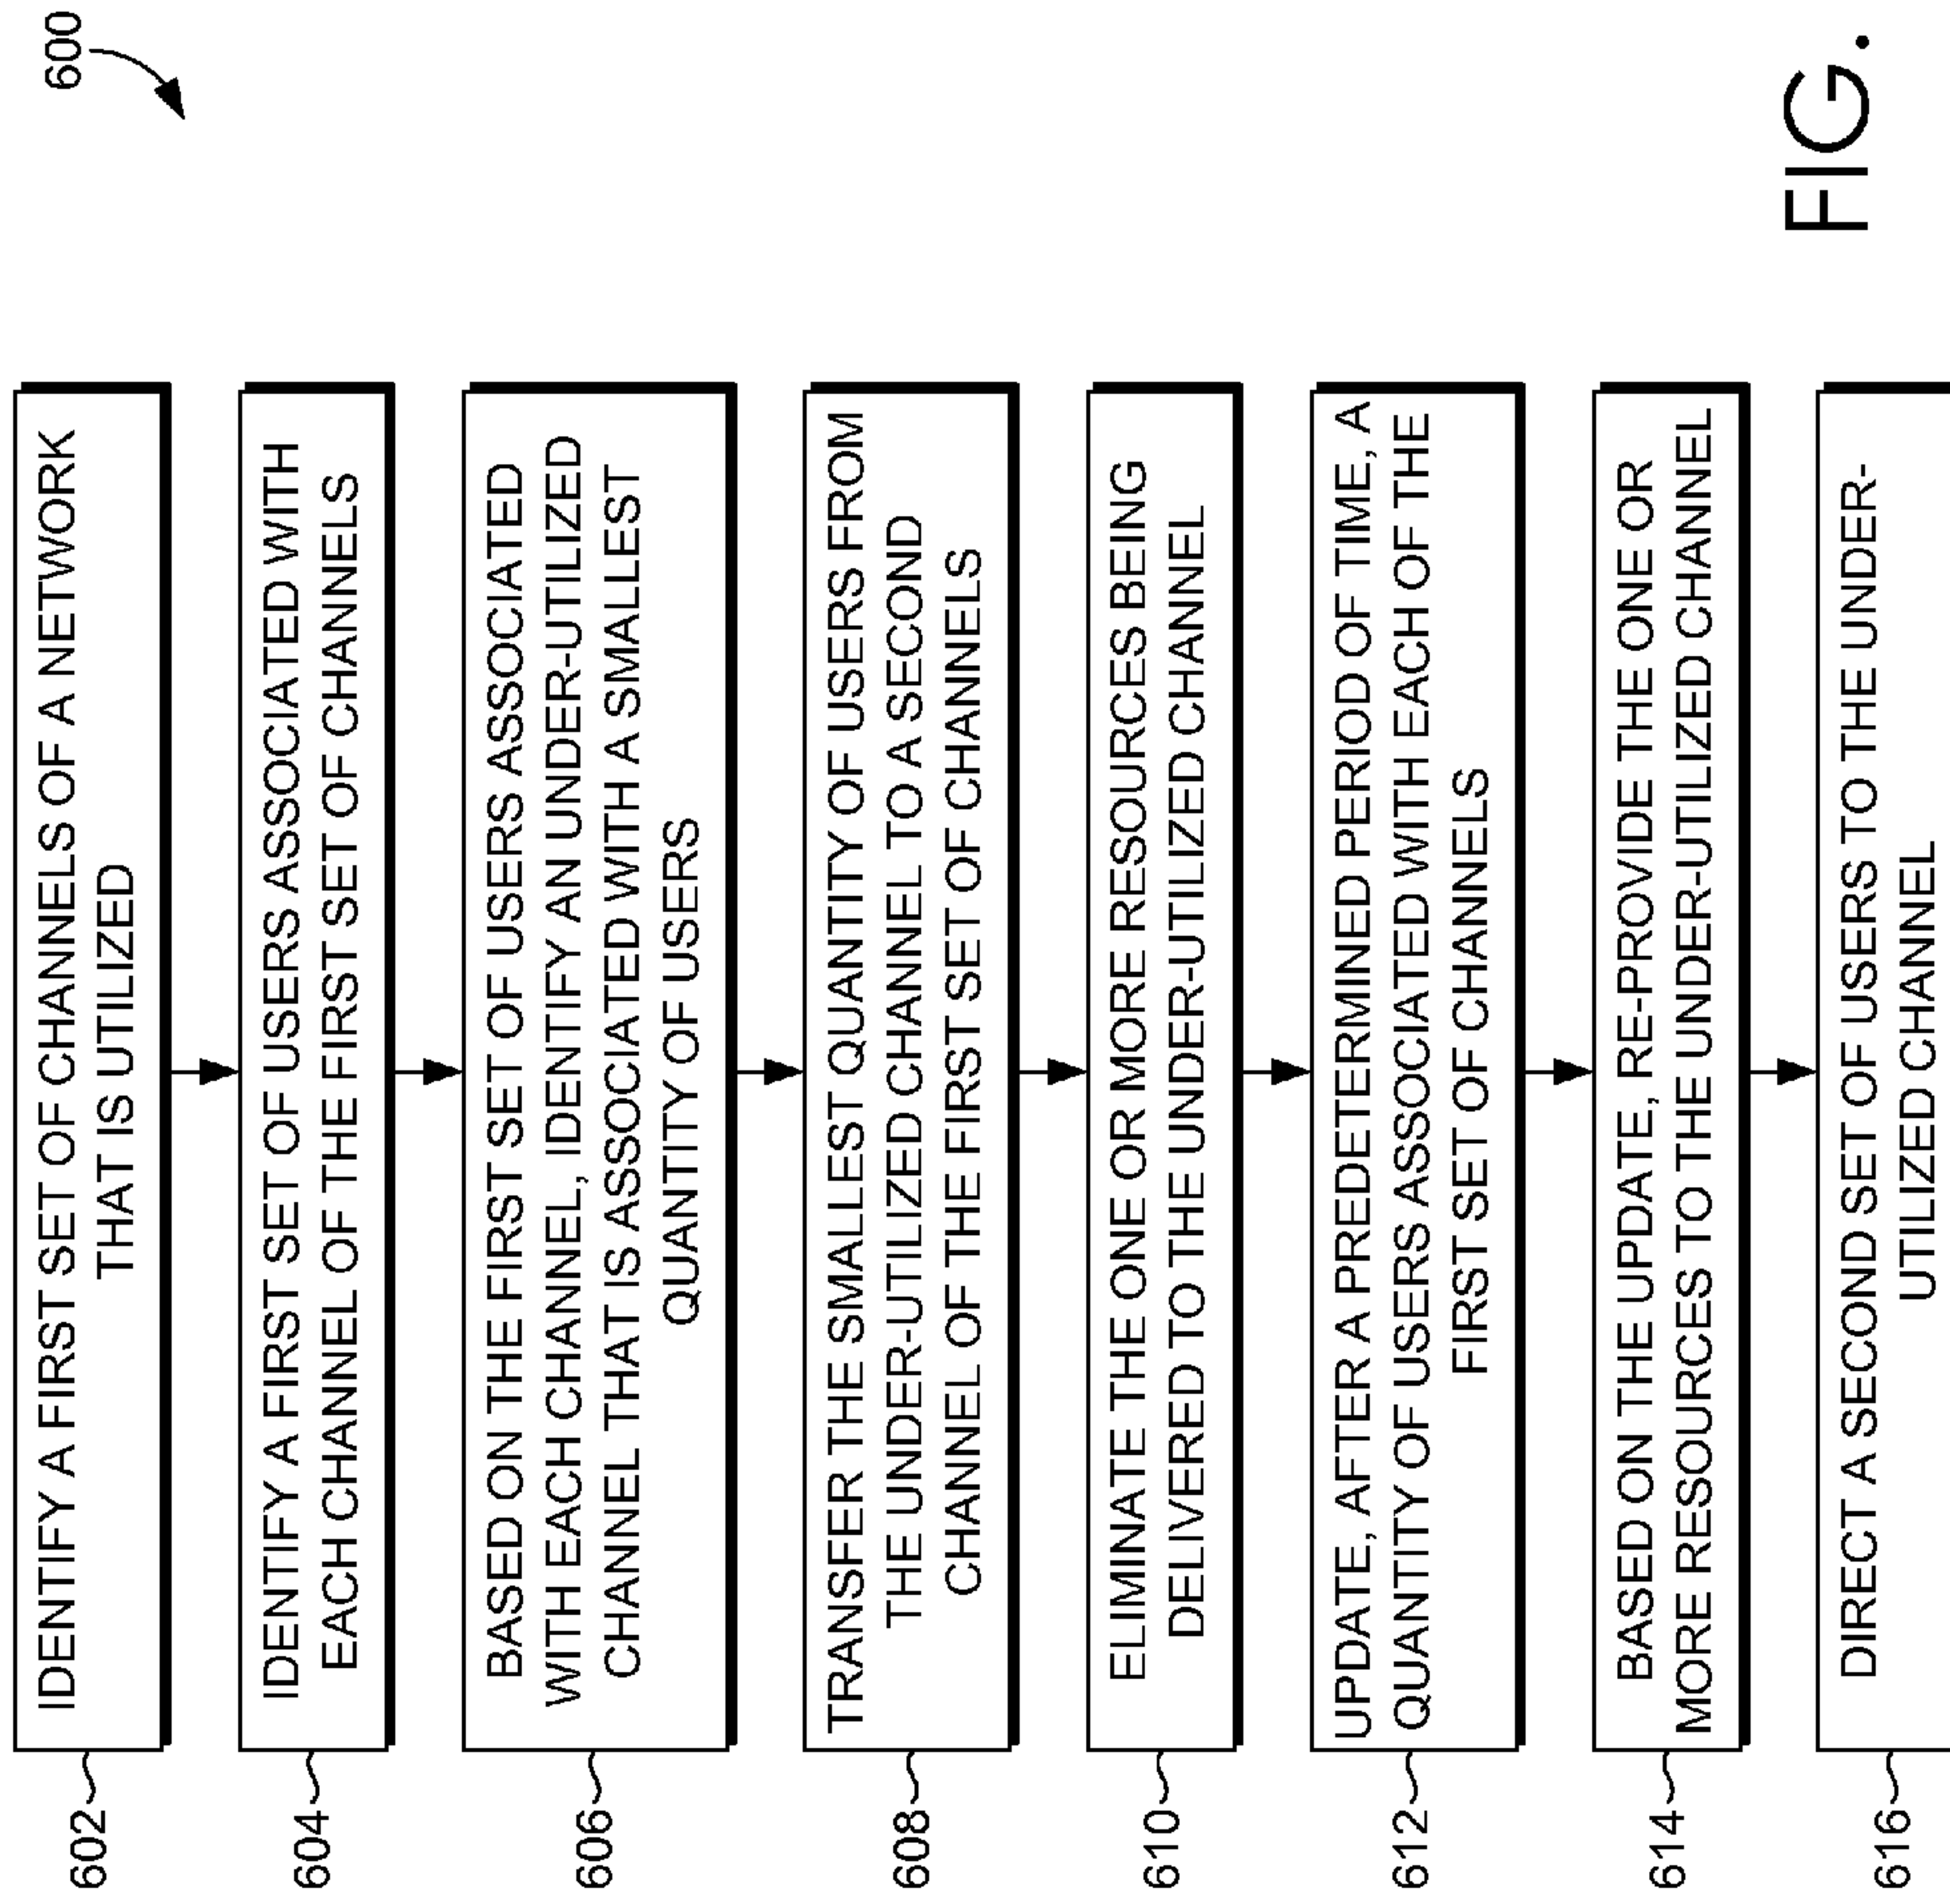 600
602
IDENTIFY A FIRST SET OF CHANNELS OF A NETWORK
THAT IS UTILIZED
604
IDENTIFY A FIRST SET OF USERS ASSOCIATED WITH
EACH CHANNEL OF THE FIRST SET OF CHANNELS
606
BASED ON THE FIRST SET OF USERS ASSOCIATED
WITH EACH CHANNEL, IDENTIFY AN UNDER-UTILIZED
CHANNEL THAT IS ASSOCIATED WITH A SMALLEST
QUANTITY OF USERS
608
TRANSFER THE SMALLEST QUANTITY OF USERS FROM
THE UNDER-UTILIZED CHANNEL TO A SECOND
CHANNEL OF THE FIRST SET OF CHANNELS
610
ELIMINATE THE ONE OR MORE RESOURCES BEING
DELIVERED TO THE UNDER-UTILIZED CHANNEL
612
UPDATE, AFTER A PREDETERMINED PERIOD OF TIME, A
QUANTITY OF USERS ASSOCIATED WITH EACH OF THE
FIRST SET OF CHANNELS
614
BASED ON THE UPDATE, RE-PROVIDE THE ONE OR
MORE RESOURCES TO THE UNDER-UTILIZED CHANNEL
616
DIRECT A SECOND SET OF USERS TO THE UNDER-
UTILIZED CHANNEL
FIG.